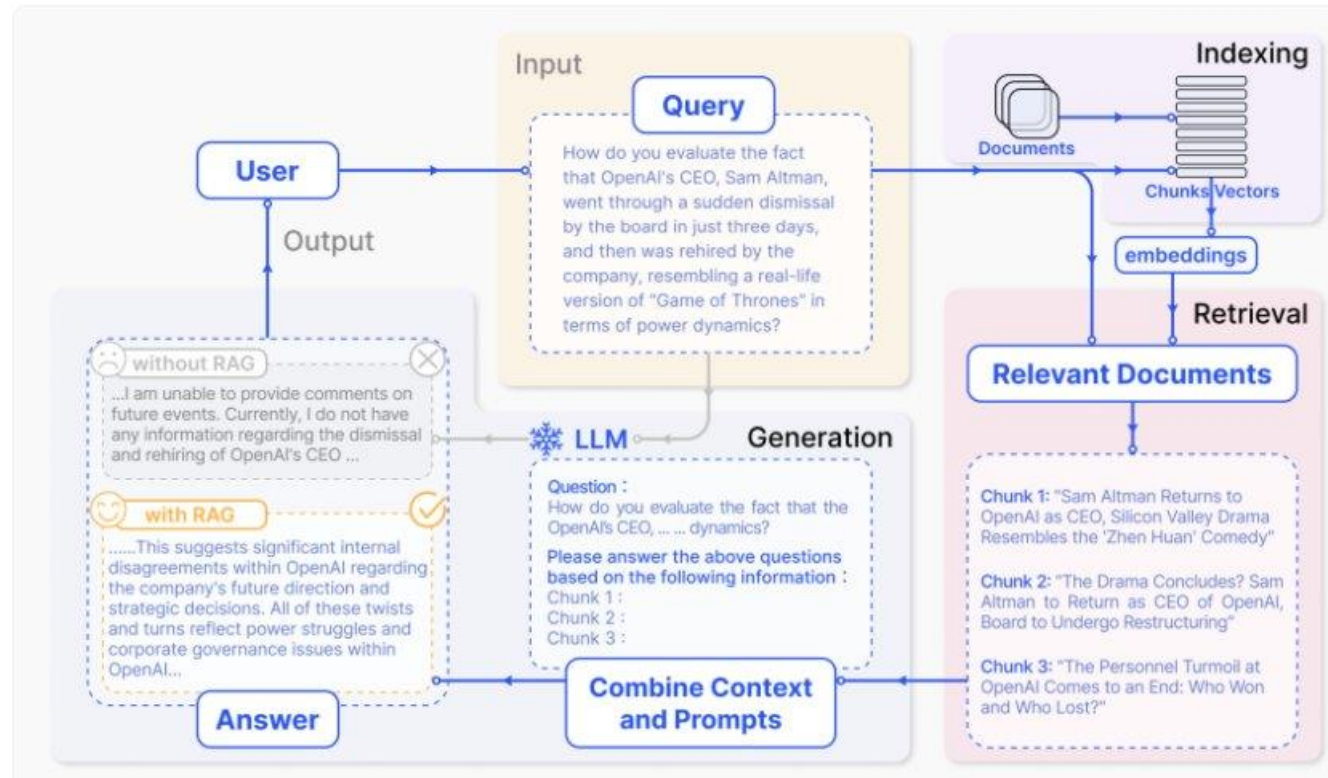 Input
Query
How do you evaluate the fact
that OpenAI's CEO, Sam Altman,
went through a sudden dismissal
by the board in just three days,
and then was rehired by the
company, resembling a real-life
version of "Game of Thrones" in
terms of power dynamics?
Indexing
Documents
Chunks Vectors
embeddings
User
Output
Retrieval
Relevant Documents
Chunk 1: "Sam Altman Returns to
OpenAI as CEO, Silicon Valley Drama
Resembles the 'Zhen Huan' Comedy"
Chunk 2: "The Drama Concludes? Sam
Altman to Return as CEO of OpenAI,
Board to Undergo Restructuring"
Chunk 3: "The Personnel Turmoil at
OpenAI Comes to an End: Who Won
and Who Lost?"
LLM
Generation
Question :
How do you evaluate the fact that the
OpenAI's CEO, ... ... dynamics?
Please answer the above questions
based on the following information :
Chunk 1 :
Chunk 2 :
Chunk 3 :
Combine Context
and Prompts
without RAG
...I am unable to provide comments on
future events. Currently, I do not have
any information regarding the dismissal
and rehiring of OpenAI's CEO ...
with RAG
......This suggests significant internal
disagreements within OpenAI regarding
the company's future direction and
strategic decisions. All of these twists
and turns reflect power struggles and
corporate governance issues within
OpenAI...
Answer